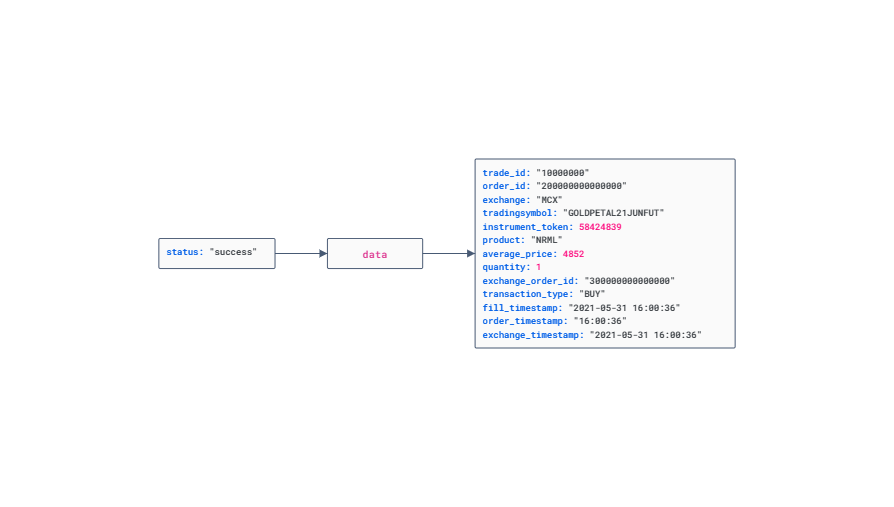 status: "success"
data
trade_id: "10000000"
order_id: "200000000000000"
exchange: "MCX"
tradingsymbol: "GOLDPETAL21JUNFUT"
instrument_token: 58424839
product: "NRML"
average_price: 4852
quantity: 1
exchange_order_id: "300000000000000"
transaction_type: "BUY"
fill_timestamp: "2021-05-31 16:00:36"
order_timestamp: "16:00:36"
exchange_timestamp: "2021-05-31 16:00:36"